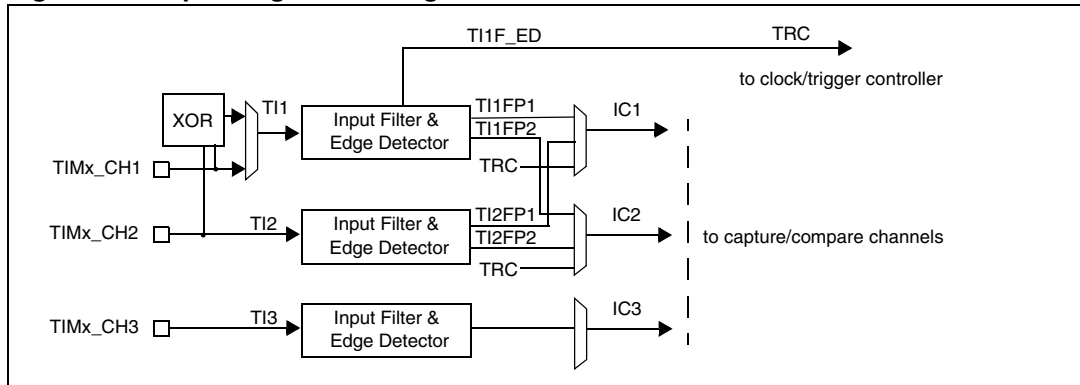 TI1F_ED
TRC
to clock/trigger controller
XOR
TI1
Input Filter &
Edge Detector
TI1FP1
TI1FP2
TRC
IC1
TIMx_CH1
TIMx_CH2
TI2
Input Filter &
Edge Detector
TI2FP1
TI2FP2
TRC
IC2
to capture/compare channels
TIMx_CH3
TI3
Input Filter &
Edge Detector
IC3